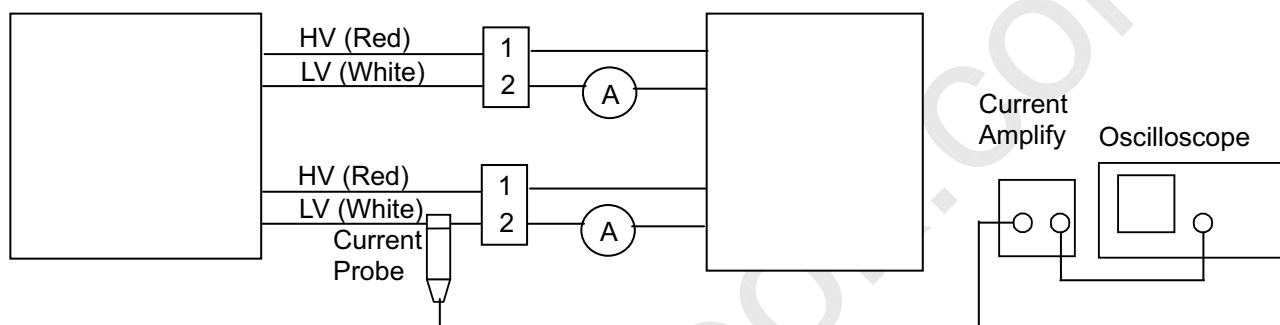 HV (Red)
LV (White)
1
2
A
HV (Red)
LV (White)
1
2
A
Current
Probe
Current
Amplify
Oscilloscope